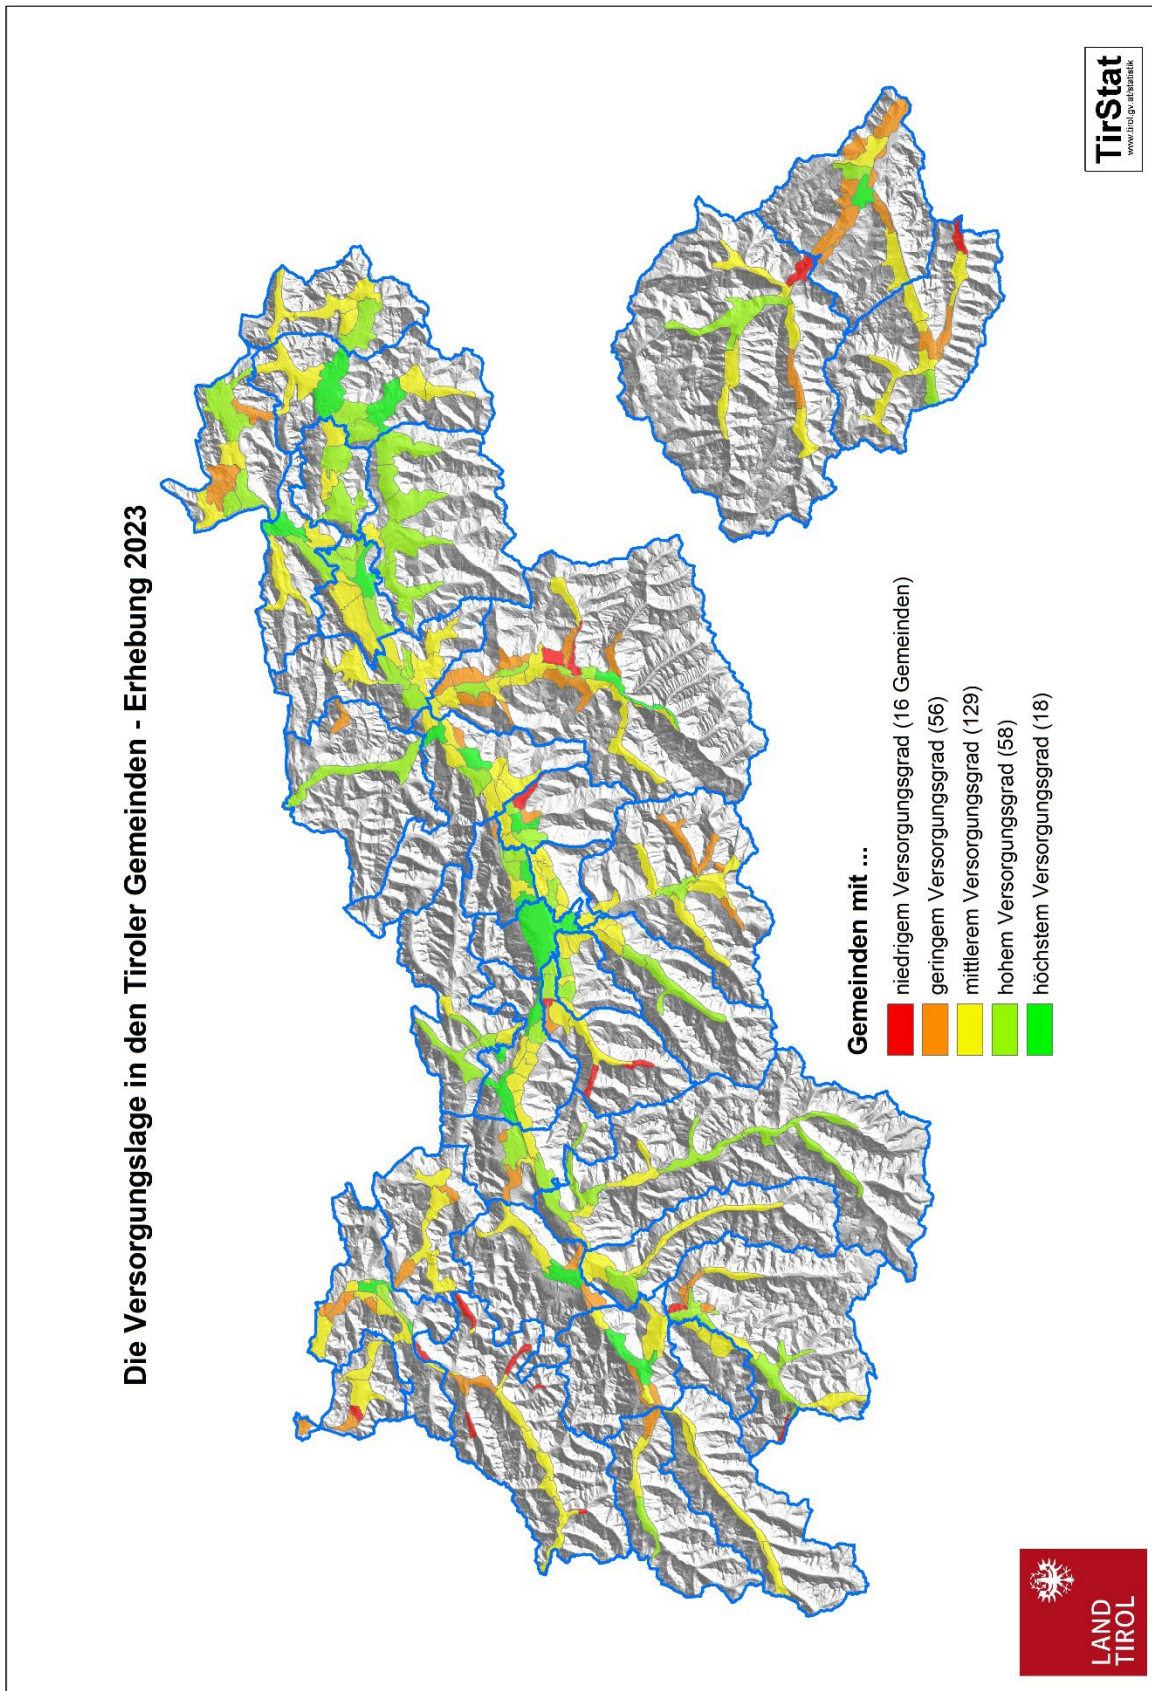 Die Versorgungslage in den Tiroler Gemeinden - Erhebung 2023
Gemeinden mit ...
niedrigem Versorgungsgrad (16 Gemeinden)
geringem Versorgungsgrad (56)
mittlerem Versorgungsgrad (129)
hohem Versorgungsgrad (58)
höchstem Versorgungsgrad (18)
LAND
TIROL
TirStat
www.tirol.gv.at/statistik